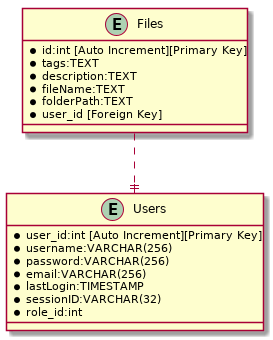 E Files
id:int [Auto Increment][Primary Key]
tags:TEXT
description:TEXT
fileName:TEXT
folderPath:TEXT
user_id [Foreign Key]
E Users
user_id:int [Auto Increment][Primary Key]
username:VARCHAR(256)
password:VARCHAR(256)
email:VARCHAR(256)
lastLogin:TIMESTAMP
sessionID:VARCHAR(32)
role_id:int